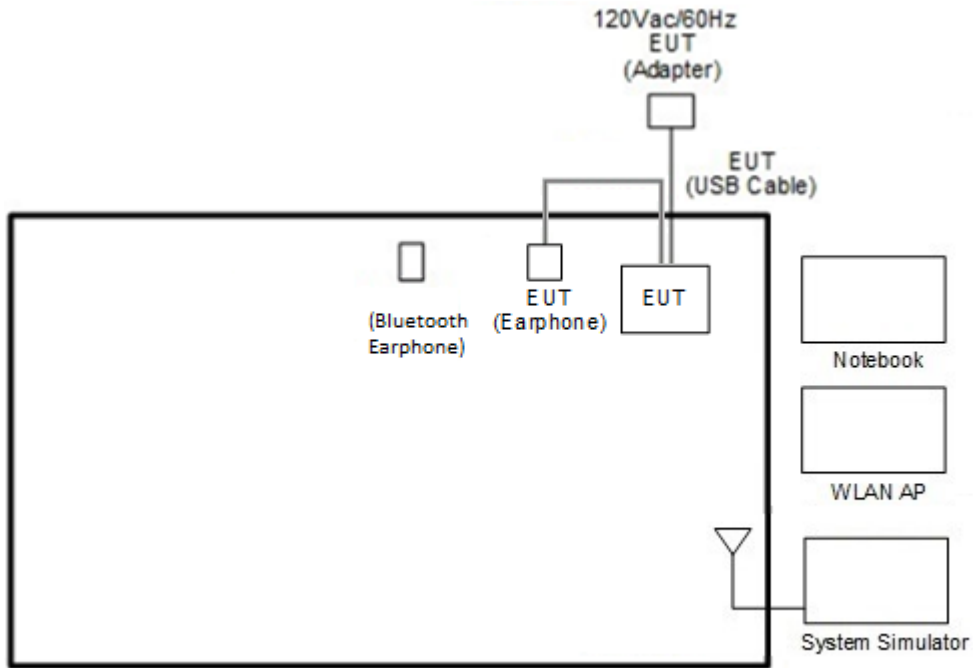 120Vac/60Hz
EUT
(Adapter)
EUT
(USB Cable)
(Bluetooth
Earphone)
EUT
(Earphone)
EUT
Notebook
WLAN AP
System Simulator